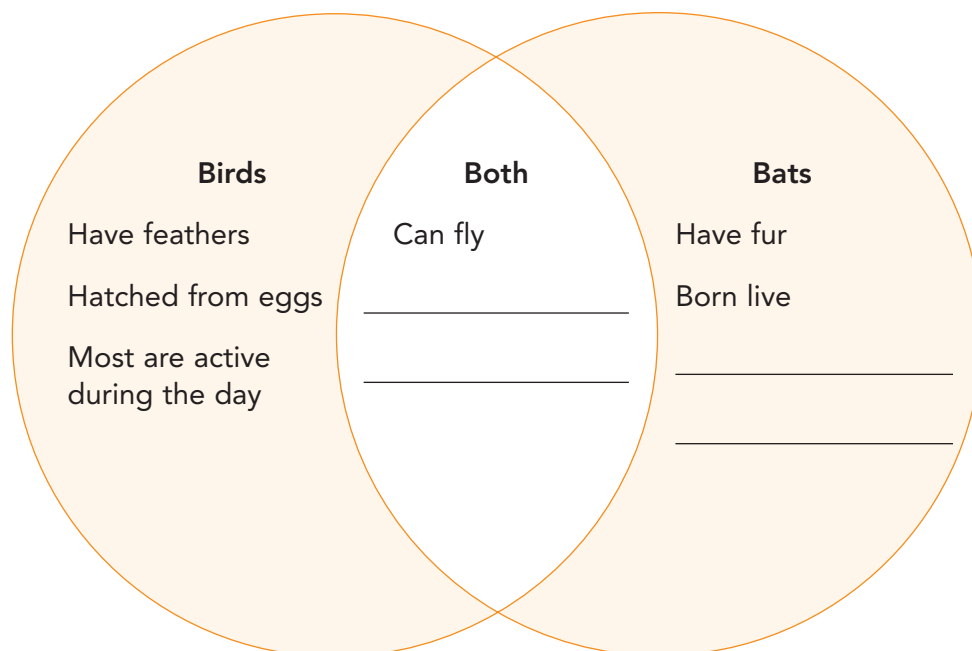 Birds
Have feathers
Hatched from eggs
Most are active
during the day
Both
Can fly
Bats
Have fur
Born live